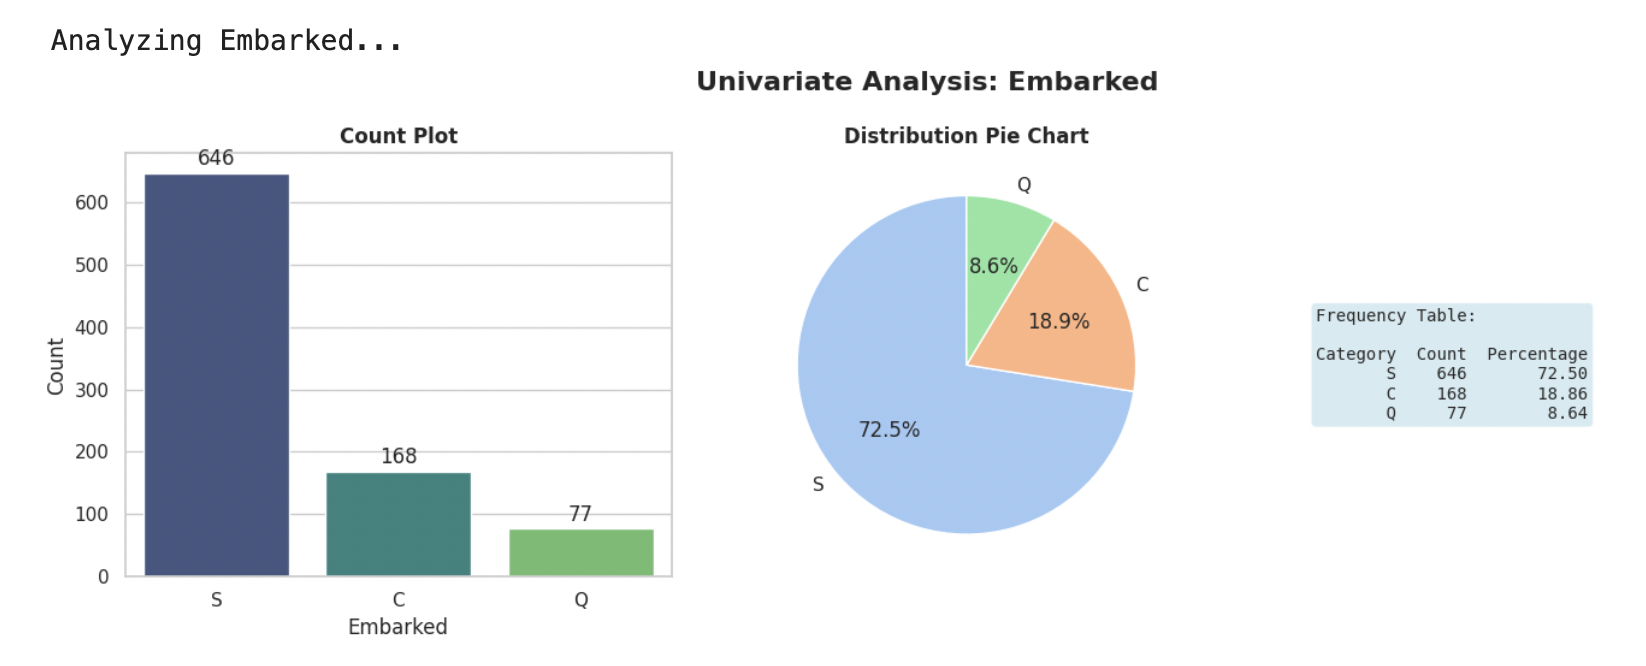 Analyzing Embarked...
Univariate Analysis: Embarked
Count Plot
646
168
77
600
500
400
300
200
100
0
Count
S C Q
Embarked
Distribution Pie Chart
Q
8.6%
C
18.9%
72.5%
S
Frequency Table:
Category Count Percentage
S 646 72.50
C 168 18.86
Q 77 8.64